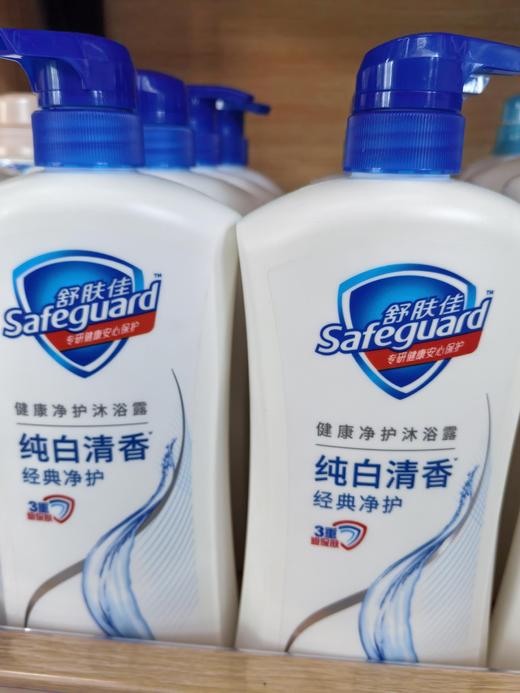 舒肤佳
Safeguard™
专研健康安心保护
健康净护沐浴露
纯白清香
经典净护
3重
舒肤佳
Safeguard™
专研健康安心保护
健康净护沐浴露
纯白清香
经典净护
3重